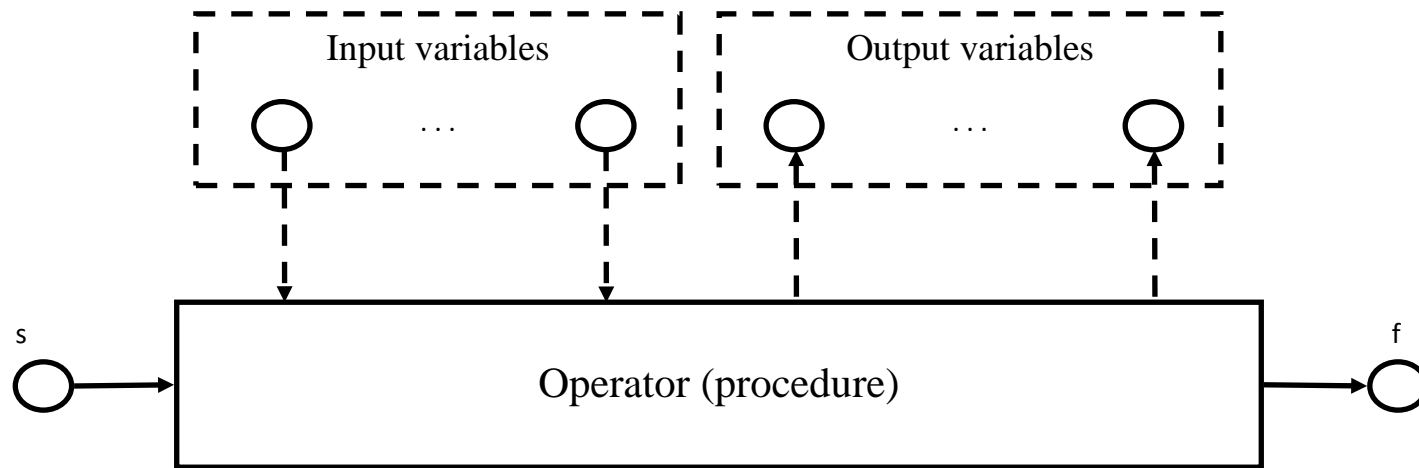 Input variables
Output variables
. . .
. . .
s
f
Operator (procedure)